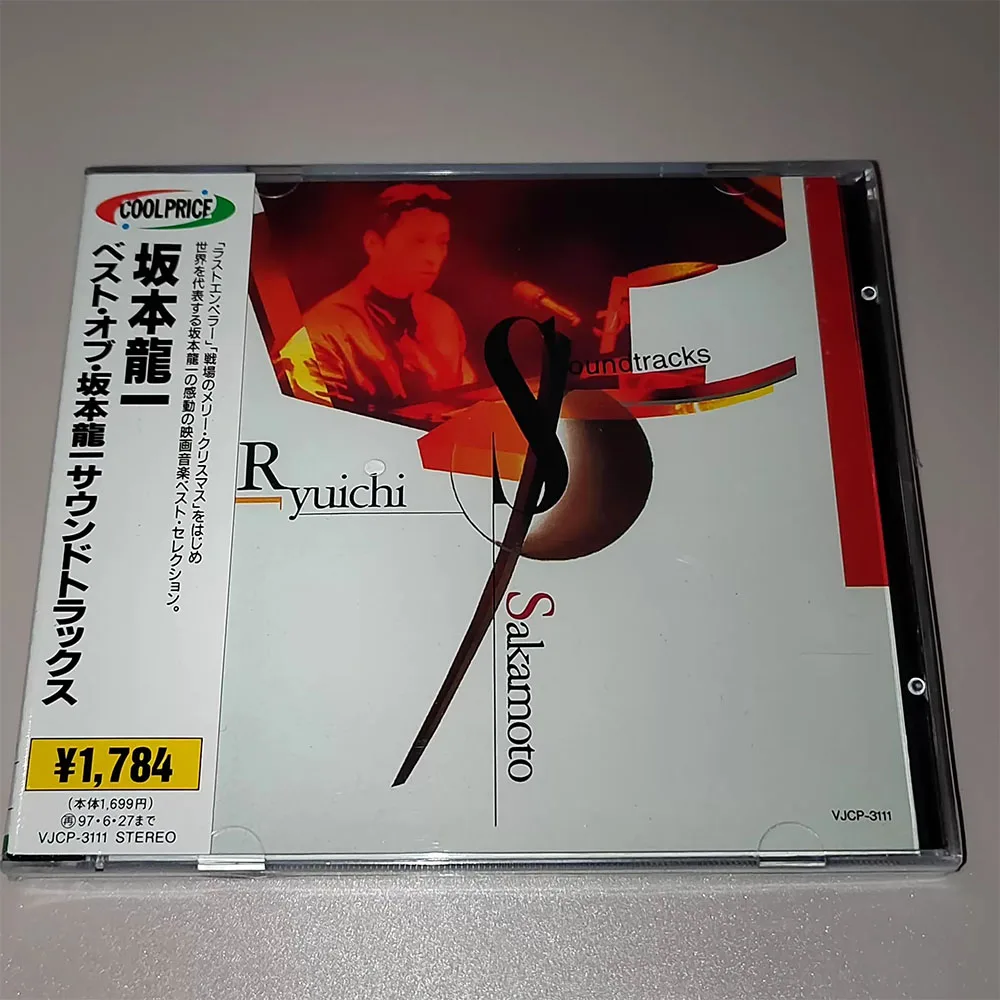 COOLPRICE
坂本龍一
ベスト・オブ・坂本龍一サウンドトラックス
「ラストエンペラー」「戦場のメリー・クリスマス」をはじめ
世界を代表する坂本龍一の感動の映画音楽ベスト・セレクション。
¥1,784
(本体1,699円)
再97・6・27まで
VJCP-3111 STEREO
Soundtracks
Ryuichi
Sakamoto
VJCP-3111